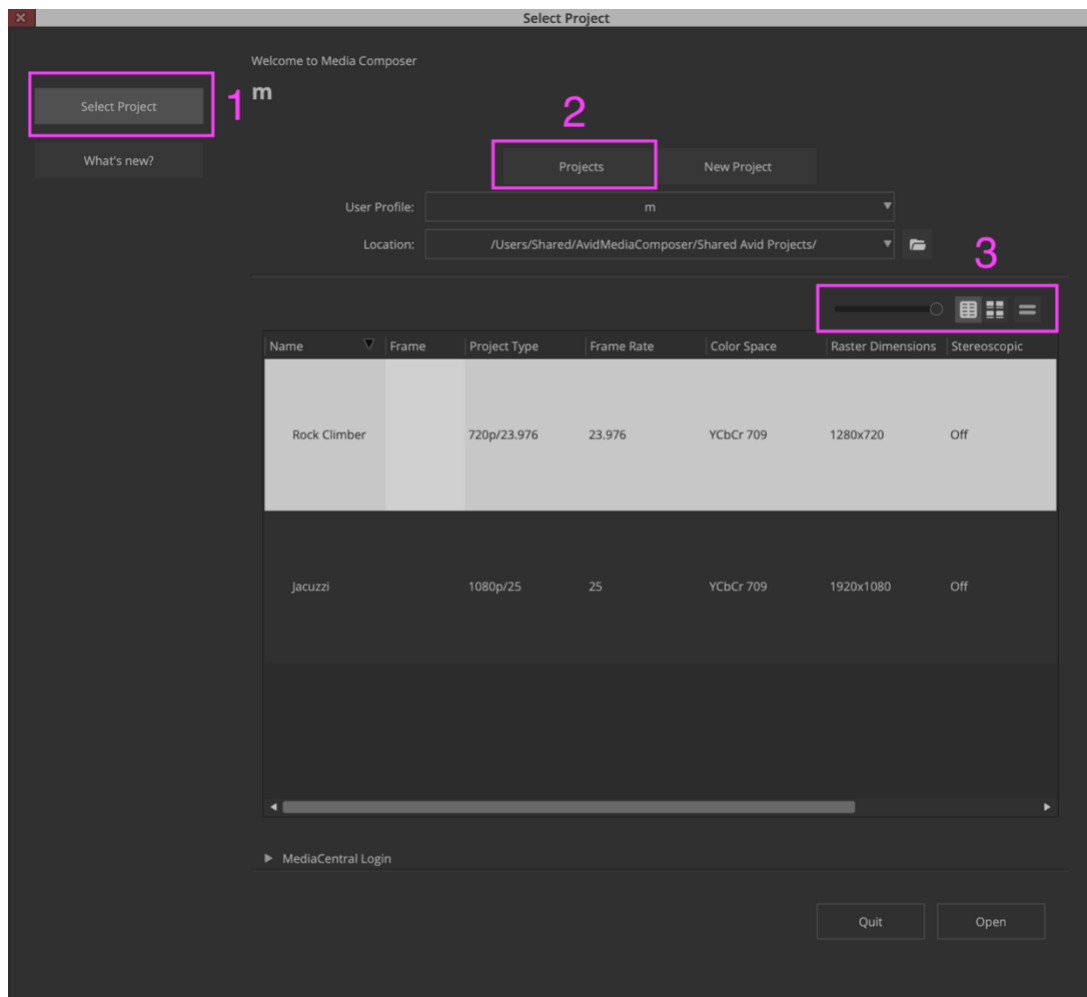 Select Project
Welcome to Media Composer
m
Select Project
1
What's new?
2
Projects
New Project
User Profile:
m
Location:
/Users/Shared/AvidMediaComposer/Shared Avid Projects/
3
Name Frame Project Type Frame Rate Color Space Raster Dimensions Stereoscopic
Rock Climber 720p/23.976 23.976 YCbCr 709 1280x720 Off
Jacuzzi 1080p/25 25 YCbCr 709 1920x1080 Off
MediaCentral Login
Quit
Open